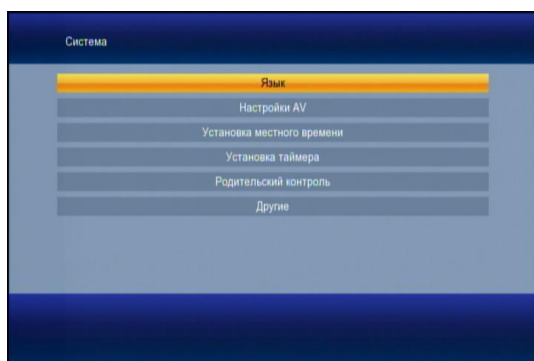 Система
Язык
Настройки AV
Установка местного времени
Установка таймера
Родительский контроль
Другие